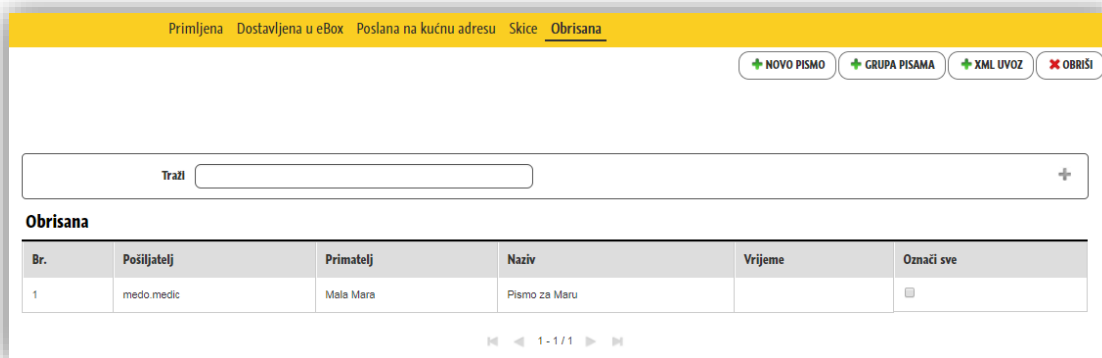 Primljena Dostavljena u eBox Poslana na kućnu adresu Skice Obrisana
NOVO PISMO GRUPA PISAMA XML UVOZ OBRIŠI
Traži
Obrisana
Br. Pošiljatelj Primatelj Naziv Vrijeme Označi sve
1 medo.medic Mala Mara Pismo za Maru
1 - 1 / 1